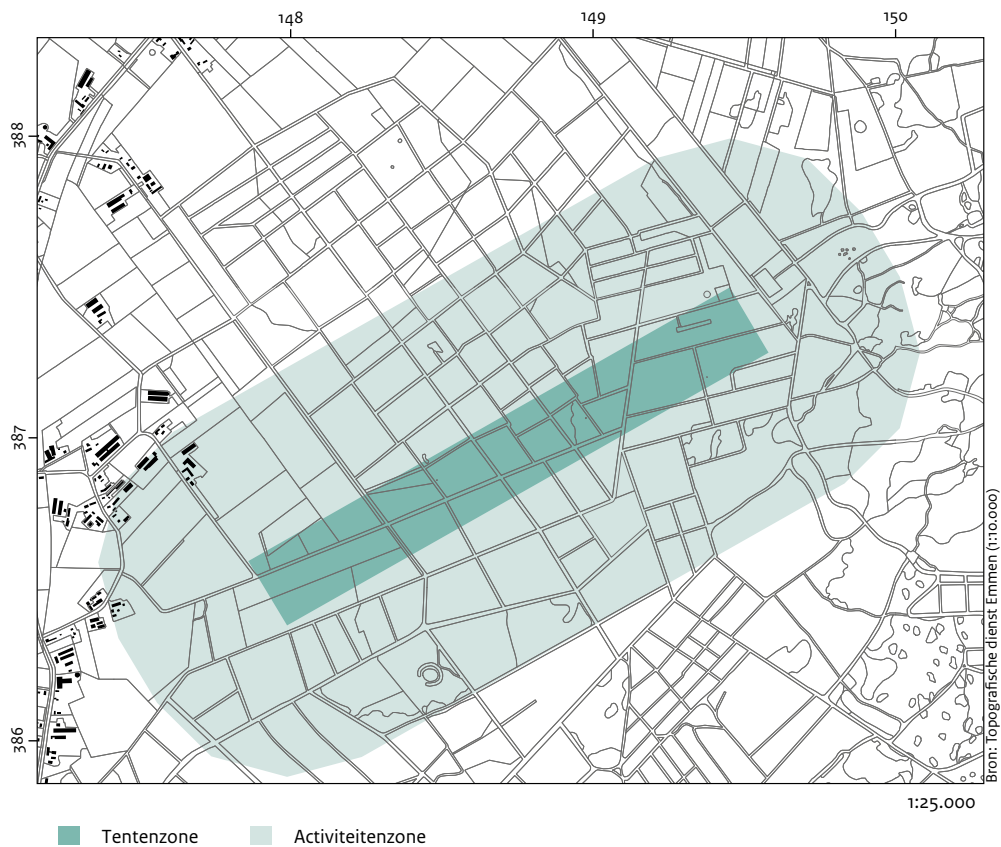 148 149 150
388
387
386
Bron: Topografische dienst Emmen (1:10.000)
1:25.000
Tentenzone Activiteitenzone